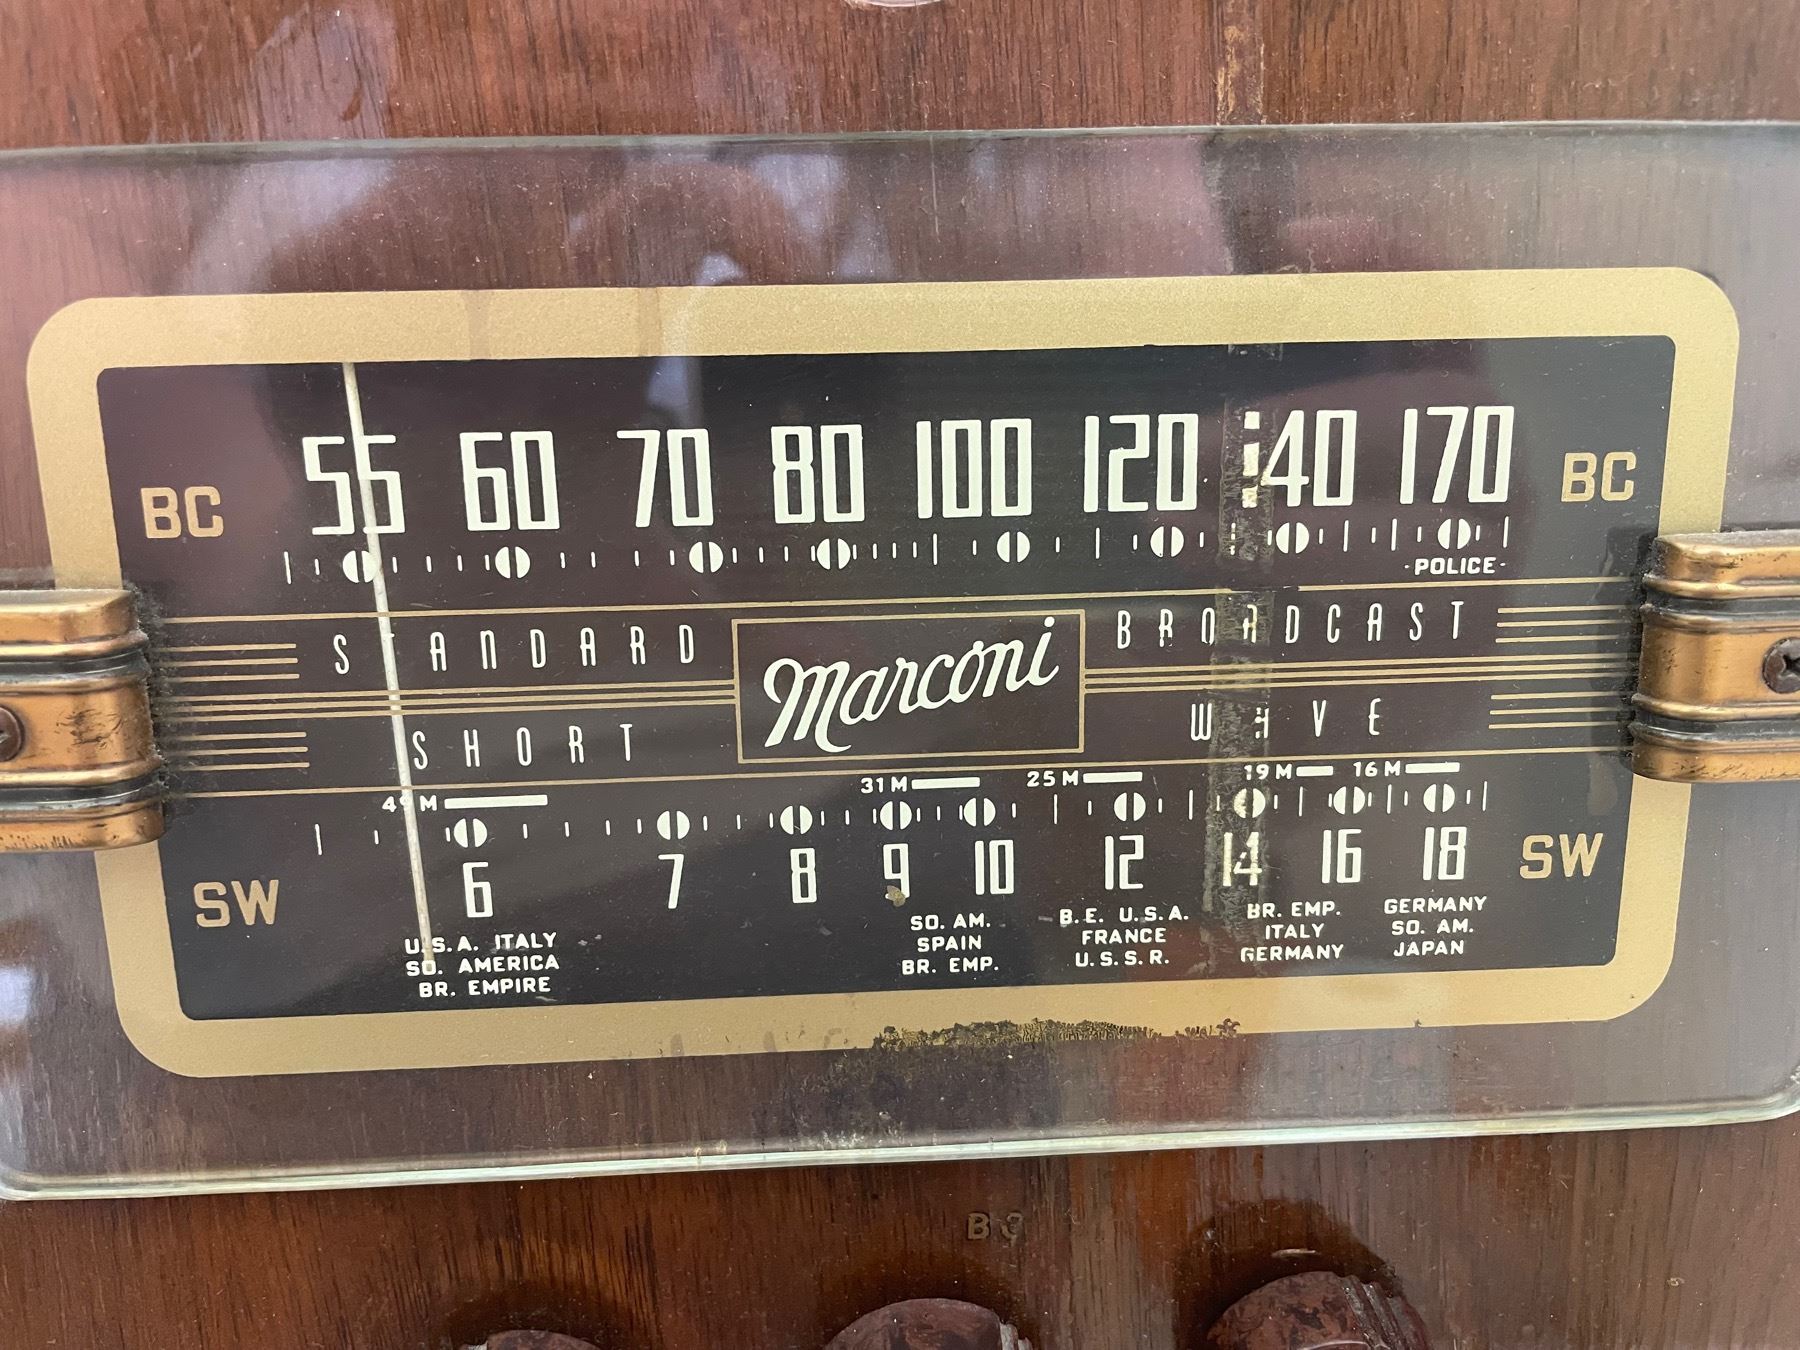 55 60 70 80 100 120 140 170
BC BC
·POLICE·
STANDARD BROADCAST
Marconi
SHORT WAVE
49M 31M 25M 19M 16M
6 7 8 9 10 12 14 16 18
SW SW
U.S.A. ITALY
SO. AMERICA
BR. EMPIRE
SO. AM.
SPAIN
BR. EMP.
B.E. U.S.A.
FRANCE
U.S.S.R.
BR. EMP.
ITALY
GERMANY
GERMANY
SO. AM.
JAPAN
BC